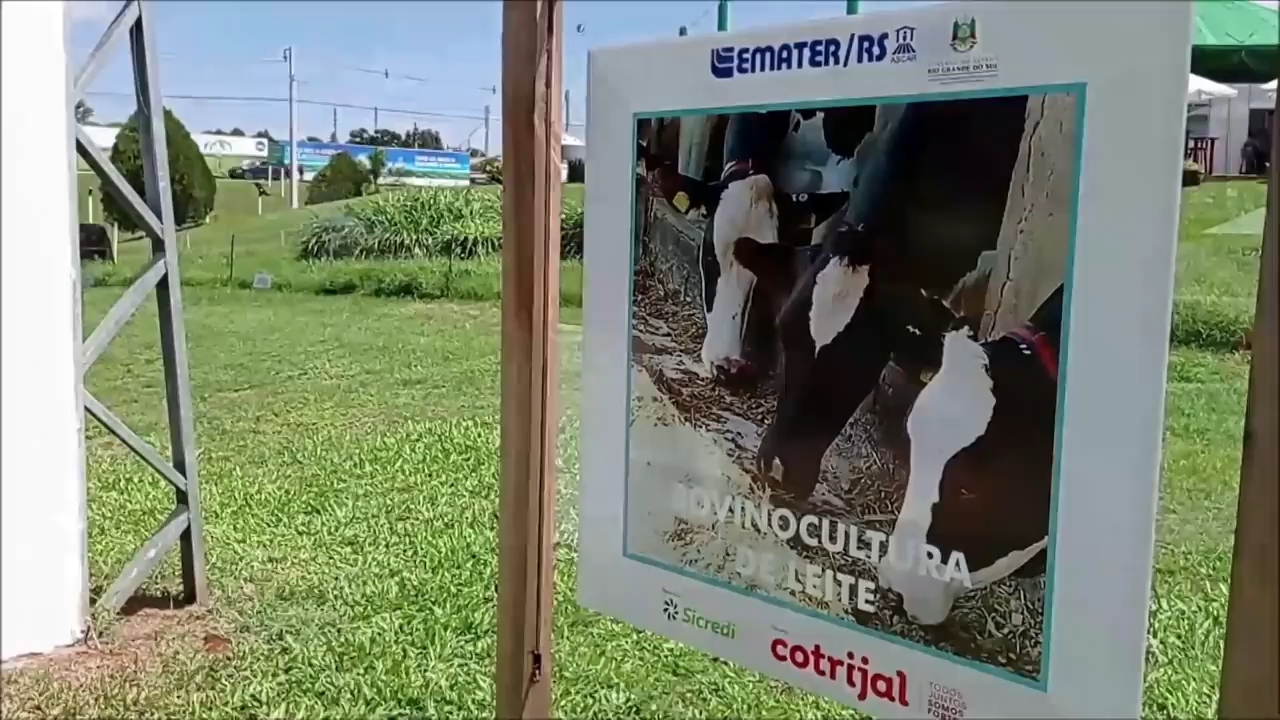 EMATER/RS
ASCAR
RIO GRANDE DO SUL
BOVINOCULTURA
DE LEITE
Sicredi
cotrijal
TODOS
JUNTOS
SOMOS
FORTES